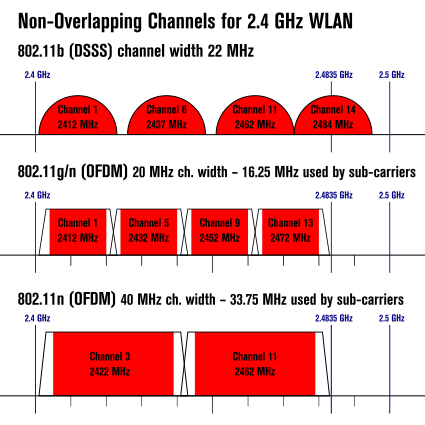 Non-Overlapping Channels for 2.4 GHz WLAN
802.11b (DSSS) channel width 22 MHz
2.4 GHz 2.4835 GHz 2.5 GHz
Channel 1 Channel 6 Channel 11 Channel 14
2412 MHz 2437 MHz 2462 MHz 2484 MHz
802.11g/n (OFDM) 20 MHz ch. width – 16.25 MHz used by sub-carriers
2.4 GHz 2.4835 GHz 2.5 GHz
Channel 1 Channel 5 Channel 9 Channel 13
2412 MHz 2432 MHz 2452 MHz 2472 MHz
802.11n (OFDM) 40 MHz ch. width – 33.75 MHz used by sub-carriers
2.4 GHz 2.4835 GHz 2.5 GHz
Channel 3 Channel 11
2422 MHz 2462 MHz